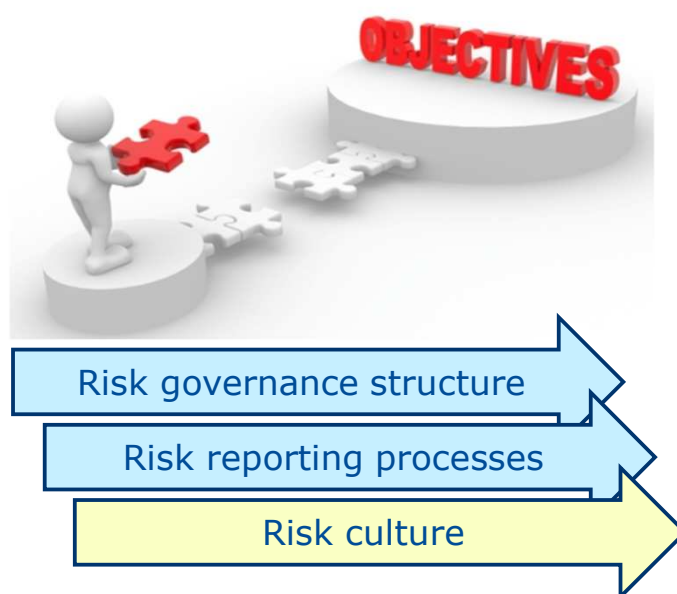 OBJECTIVES
Risk governance structure
Risk reporting processes
Risk culture